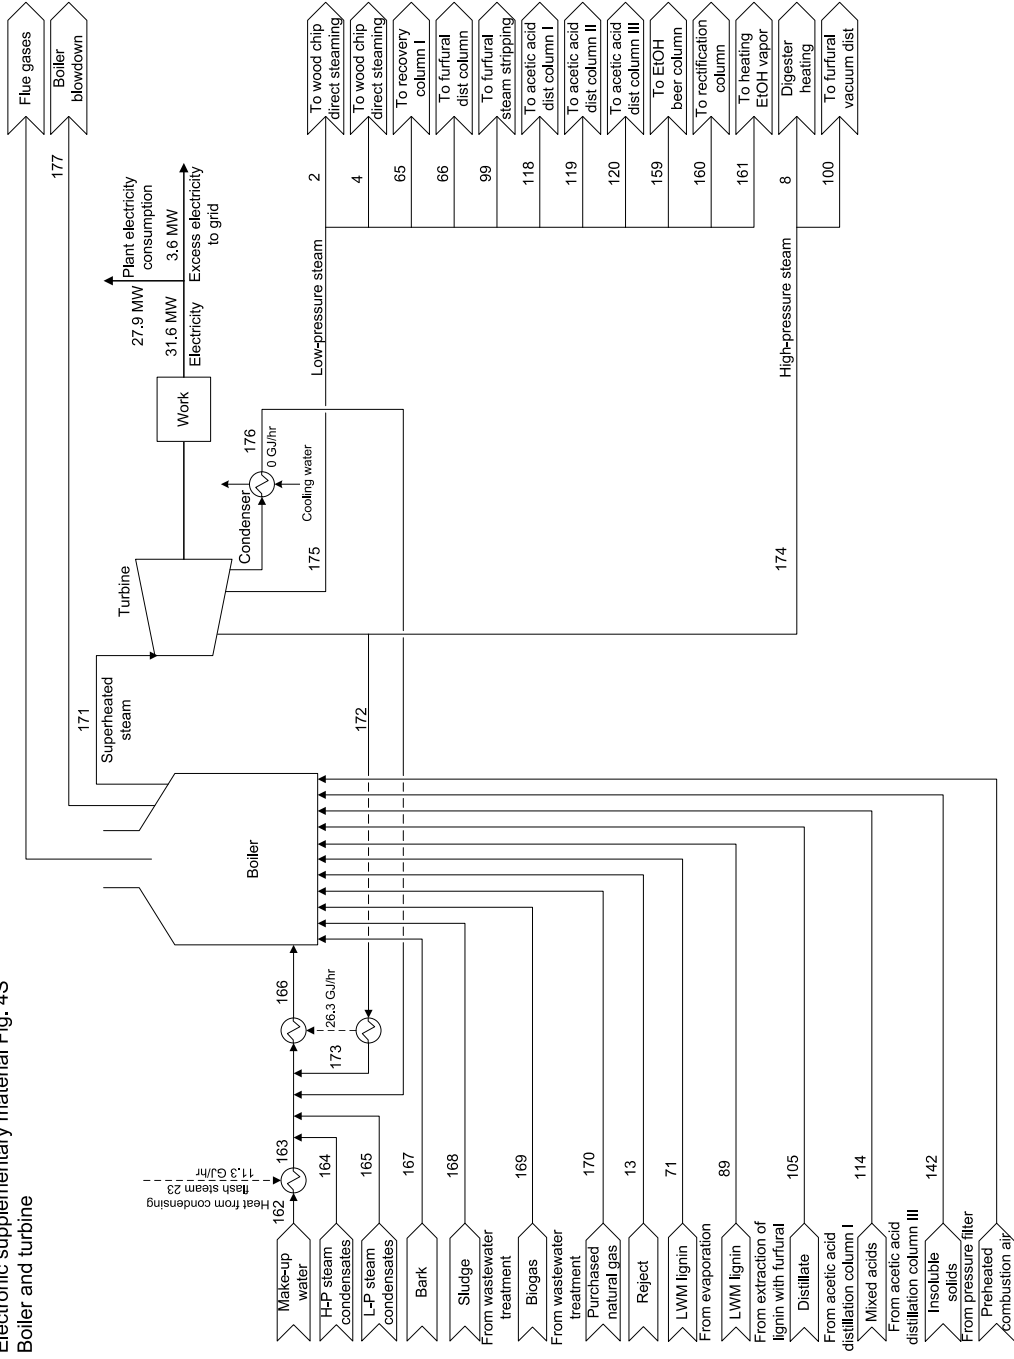 Electronic supplementary material Fig. 4S
Boiler and turbine
Flue gases
Boiler
blowdown
177
171
Superheated
steam
Turbine
Work
Plant electricity
consumption
27.9 MW
31.6 MW
Electricity
3.6 MW
Excess electricity
to grid
Condenser
176
0 GJ/hr
Cooling water
175
Low-pressure steam
174
High-pressure steam
172
Boiler
166
26.3 GJ/hr
173
Heat from condensing
flash steam 23
11.3 GJ/hr
162
163
164
165
167
168
169
170
13
71
89
105
114
142
Make-up
water
H-P steam
condensates
L-P steam
condensates
Bark
Sludge
From wastewater
treatment
Biogas
From wastewater
treatment
Purchased
natural gas
Reject
LWM lignin
From evaporation
LWM lignin
From extraction of
lignin with furfural
Distillate
From acetic acid
distillation column I
Mixed acids
From acetic acid
distillation column III
Insoluble
solids
From pressure filter
Preheated
combustion air
2
To wood chip
direct steaming
4
To wood chip
direct steaming
65
To recovery
column I
66
To furfural
dist column
99
To furfural
steam stripping
118
To acetic acid
dist column I
119
To acetic acid
dist column II
120
To acetic acid
dist column III
159
To EtOH
beer column
160
To rectification
column
161
To heating
EtOH vapor
8
Digester
heating
100
To furfural
vacuum dist